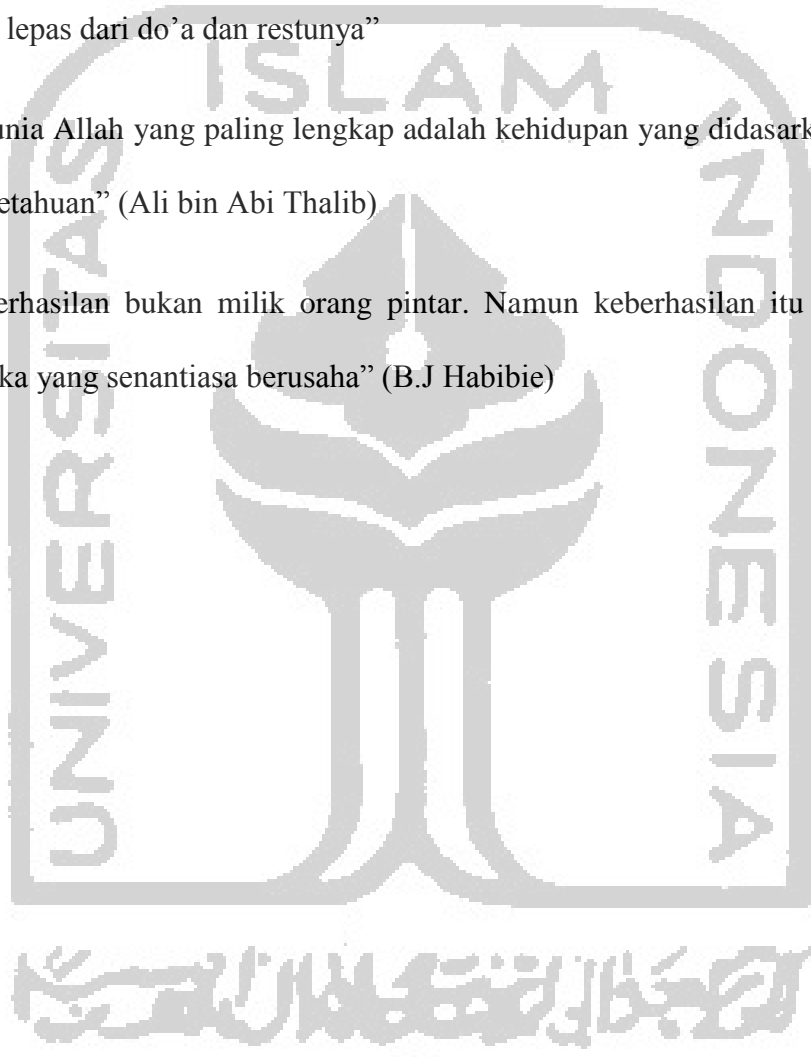 lepas dari do’a dan restunya”
unia Allah yang paling lengkap adalah kehidupan yang didasark
etahuan” (Ali bin Abi Thalib)
erhasilan bukan milik orang pintar. Namun keberhasilan itu
ka yang senantiasa berusaha” (B.J Habibie)
ISLAM
UNIVERSITAS
INDONESIA